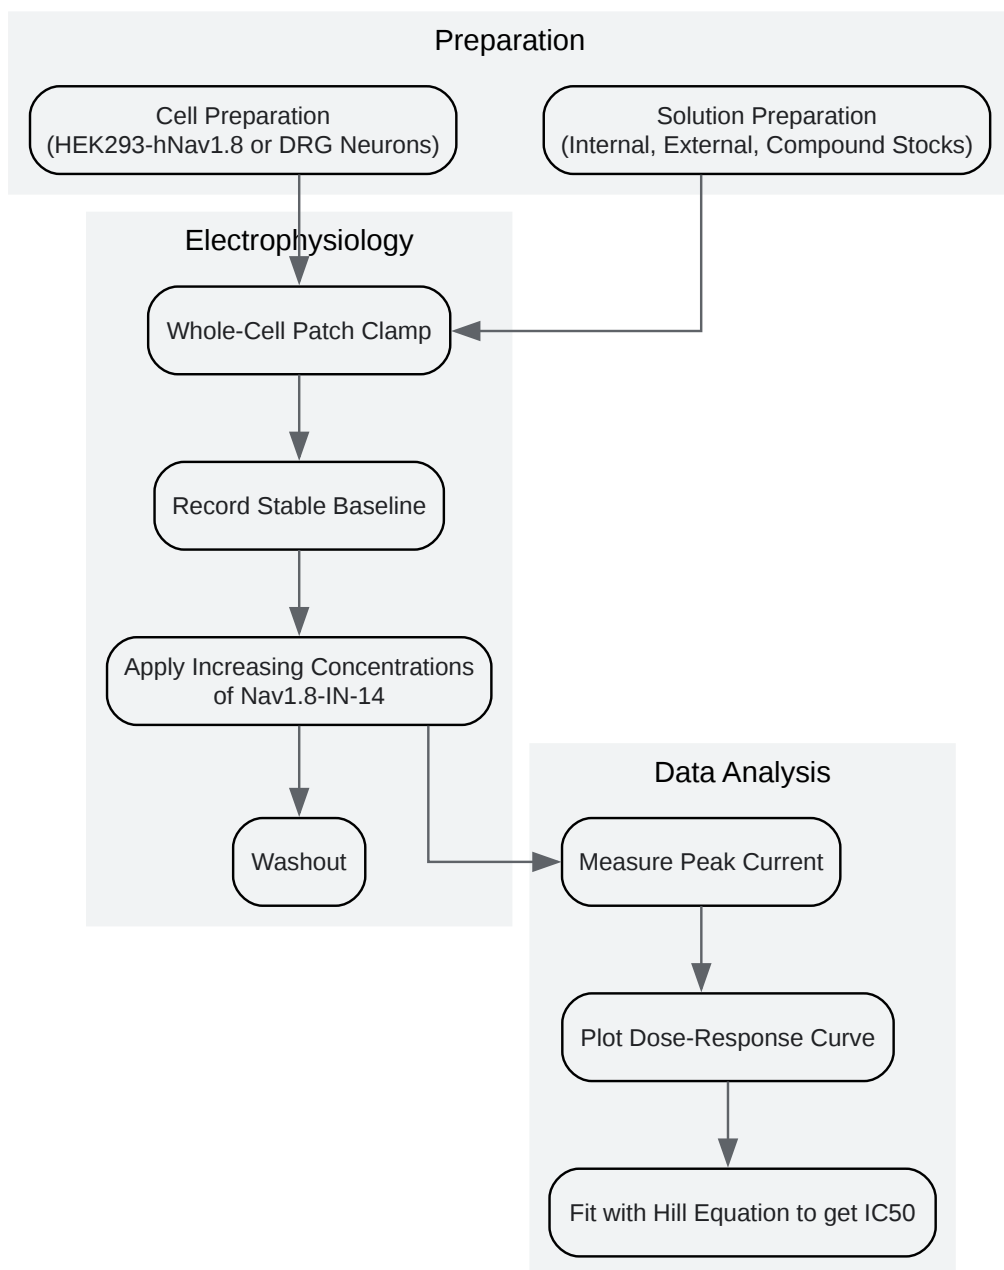 Preparation
Cell Preparation
(HEK293-hNav1.8 or DRG Neurons)
Solution Preparation
(Internal, External, Compound Stocks)
Electrophysiology
Whole-Cell Patch Clamp
Record Stable Baseline
Apply Increasing Concentrations
of Nav1.8-IN-14
Washout
Data Analysis
Measure Peak Current
Plot Dose-Response Curve
Fit with Hill Equation to get IC50